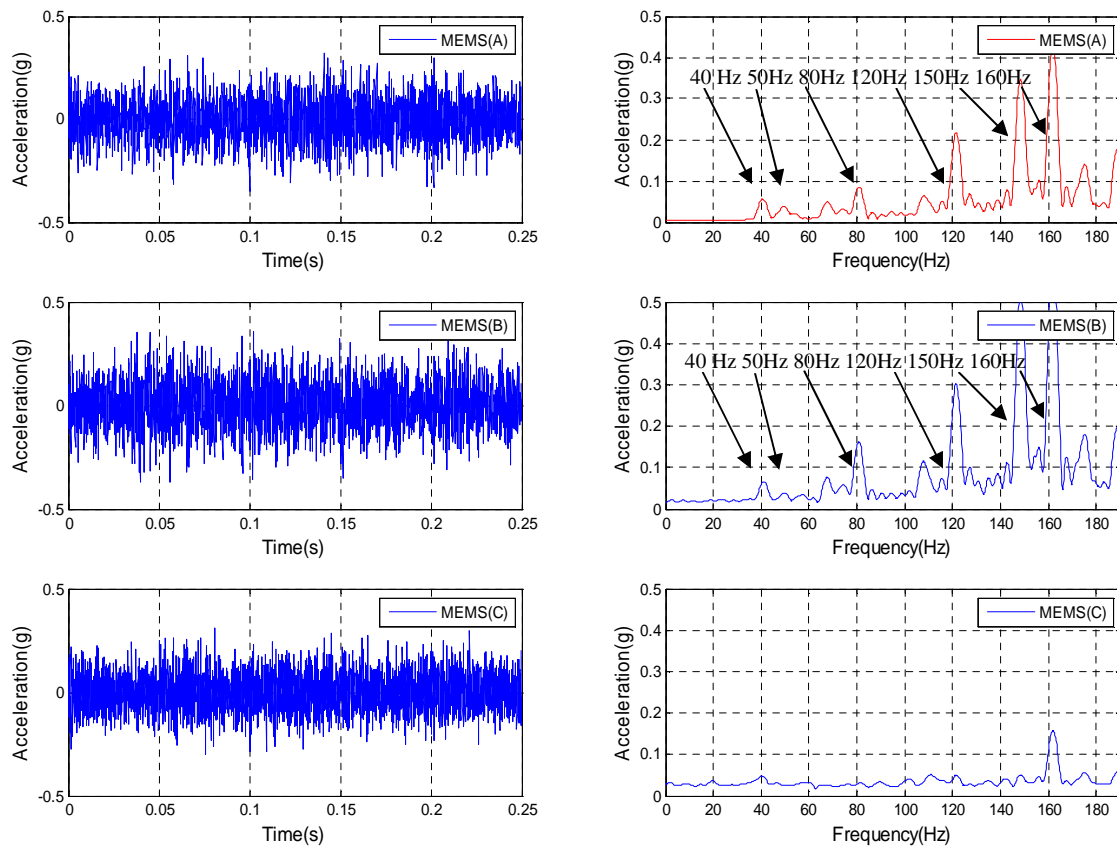 0.5
MEMS(A)
0
-0.5
Acceleration(g)
0 0.05 0.1 0.15 0.2 0.25
Time(s)
0.5
MEMS(A)
0.4
40 Hz 50Hz 80Hz 120Hz 150Hz 160Hz
0.3
0.2
0.1
0
Acceleration(g)
0 20 40 60 80 100 120 140 160 180
Frequency(Hz)
0.5
MEMS(B)
0
-0.5
Acceleration(g)
0 0.05 0.1 0.15 0.2 0.25
Time(s)
0.5
MEMS(B)
0.4
40 Hz 50Hz 80Hz 120Hz 150Hz 160Hz
0.3
0.2
0.1
0
Acceleration(g)
0 20 40 60 80 100 120 140 160 180
Frequency(Hz)
0.5
MEMS(C)
0
-0.5
Acceleration(g)
0 0.05 0.1 0.15 0.2 0.25
Time(s)
0.5
MEMS(C)
0.4
0.3
0.2
0.1
0
Acceleration(g)
0 20 40 60 80 100 120 140 160 180
Frequency(Hz)